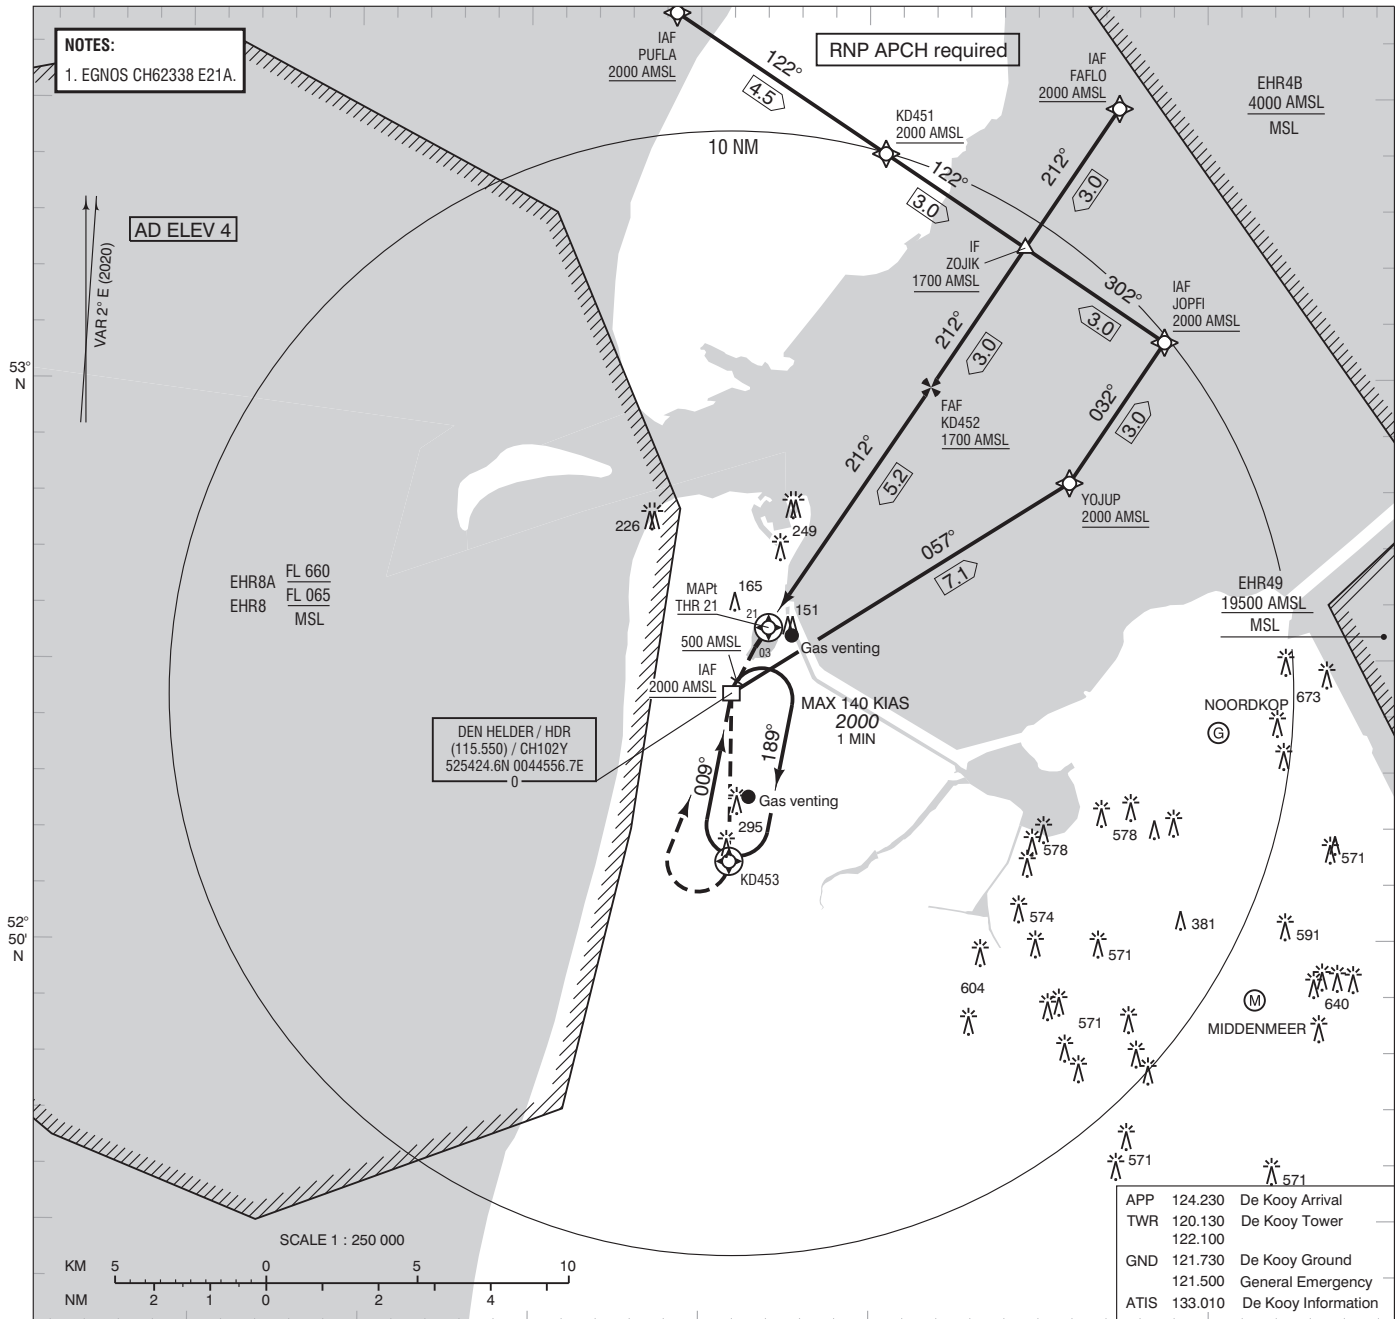 NOTES:
1. EGNOS CH62338 E21A.
IAF
PUFLA
2000 AMSL
122°
4.5
RNP APCH required
IAF
FAFLO
2000 AMSL
EHR4B
4000 AMSL
MSL
KD451
2000 AMSL
10 NM
122°
3.0
212°
3.0
AD ELEV 4
VAR 2° E (2020)
IF
ZOJIK
1700 AMSL
302°
3.0
IAF
JOPFI
2000 AMSL
212°
3.0
53°
N
FAF
KD452
1700 AMSL
032°
3.0
212°
5.2
YOJUP
2000 AMSL
226
249
057°
7.1
EHR8A
FL 660
EHR8
FL 065
MSL
MAPt
THR 21
165
21
151
03
Gas venting
500 AMSL
IAF
2000 AMSL
EHR49
19500 AMSL
MSL
673
NOORDKOP
G
MAX 140 KIAS
2000
1 MIN
DEN HELDER / HDR
(115.550) / CH102Y
525424.6N 0044556.7E
0
009°
189°
Gas venting
295
KD453
578
578
571
574
381
591
571
52°
50'
N
604
571
640
M
MIDDENMEER
571
571
SCALE 1 : 250 000
KM 5 0 5 10
NM 2 1 0 2 4
APP 124.230 De Kooy Arrival
TWR 120.130 De Kooy Tower
122.100
GND 121.730 De Kooy Ground
121.500 General Emergency
ATIS 133.010 De Kooy Information